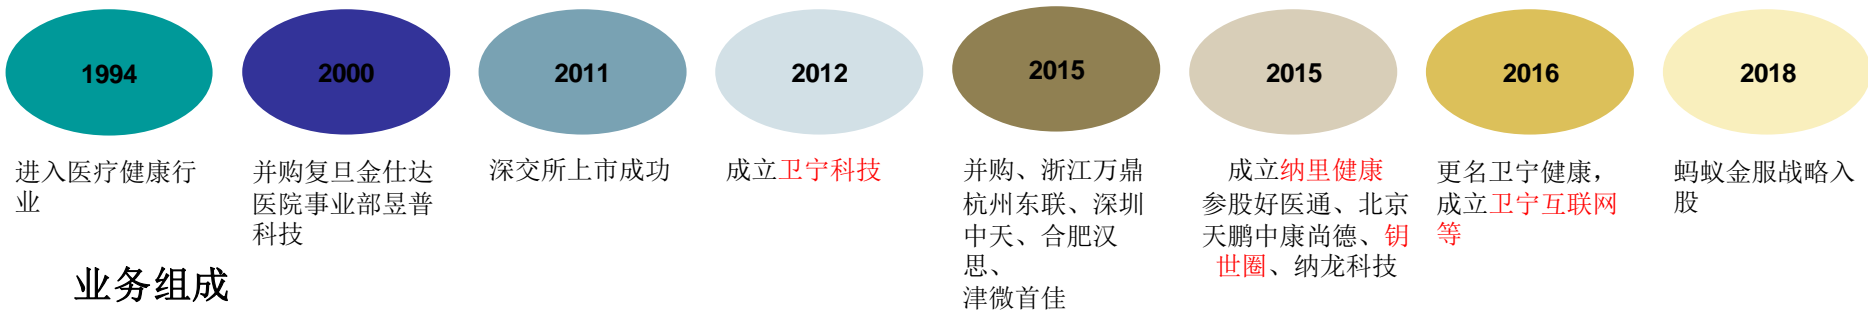 1994
2000
2011
2012
2015
2015
2016
2018
进入医疗健康行
业
并购复旦金仕达
医院事业部昱普
科技
深交所上市成功
成立卫宁科技
并购、浙江万鼎
杭州东联、深圳
中天、合肥汉
思、
津微首佳
成立纳里健康
参股好医通、北京
天鹏中康尚德、钥
世圈、纳龙科技
更名卫宁健康，
成立卫宁互联网
等
蚂蚁金服战略入
股
业务组成